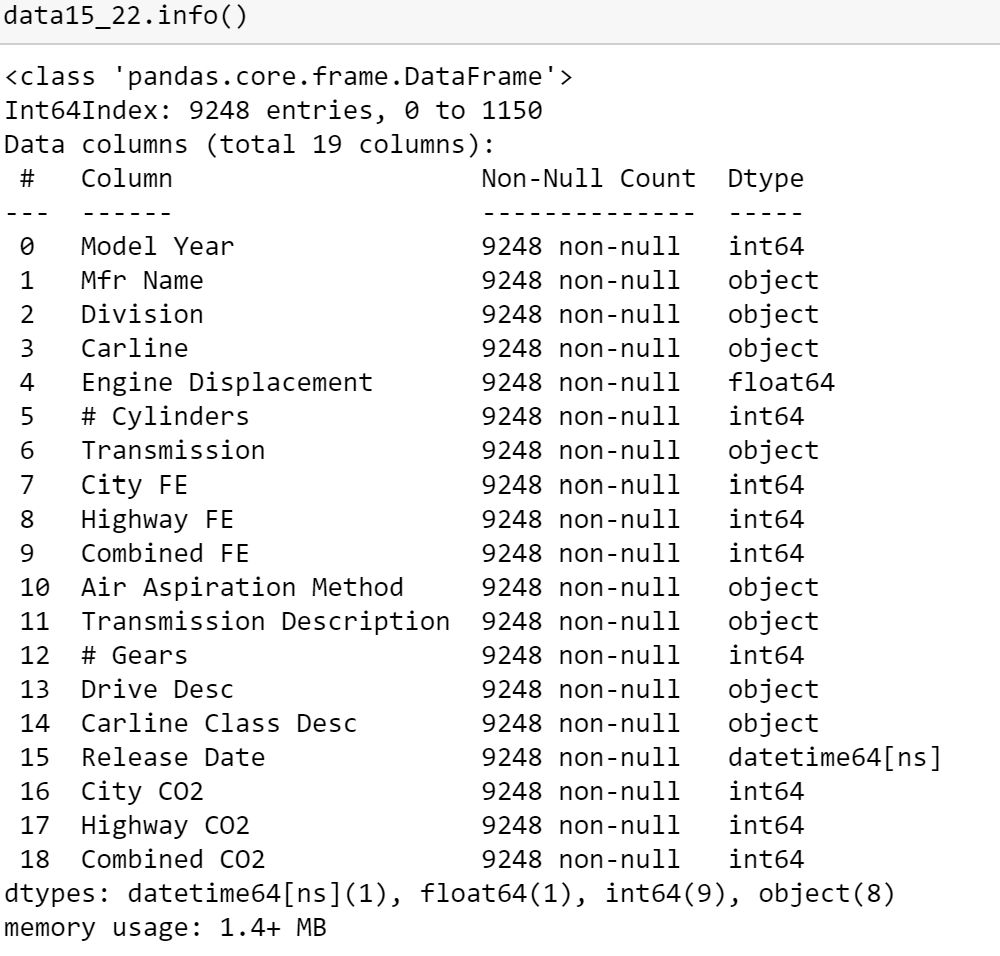 data15_22.info()
<class 'pandas.core.frame.DataFrame'>
Int64Index: 9248 entries, 0 to 1150
Data columns (total 19 columns):
 #   Column                    Non-Null Count  Dtype
---  ------                    --------------  -----
 0   Model Year                9248 non-null   int64
 1   Mfr Name                  9248 non-null   object
 2   Division                  9248 non-null   object
 3   Carline                   9248 non-null   object
 4   Engine Displacement       9248 non-null   float64
 5   # Cylinders               9248 non-null   int64
 6   Transmission              9248 non-null   object
 7   City FE                   9248 non-null   int64
 8   Highway FE                9248 non-null   int64
 9   Combined FE               9248 non-null   int64
 10  Air Aspiration Method     9248 non-null   object
 11  Transmission Description  9248 non-null   object
 12  # Gears                   9248 non-null   int64
 13  Drive Desc                9248 non-null   object
 14  Carline Class Desc        9248 non-null   object
 15  Release Date              9248 non-null   datetime64[ns]
 16  City CO2                  9248 non-null   int64
 17  Highway CO2               9248 non-null   int64
 18  Combined CO2              9248 non-null   int64
dtypes: datetime64[ns](1), float64(1), int64(9), object(8)
memory usage: 1.4+ MB